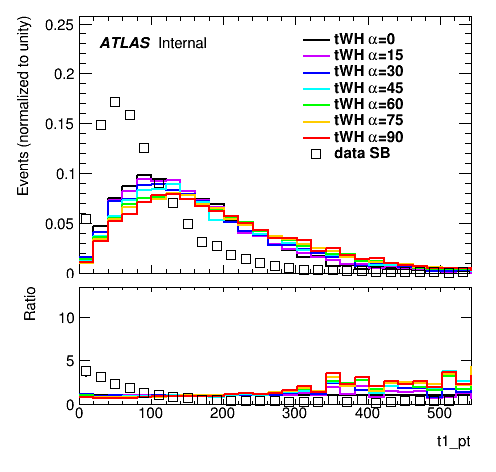 Events (normalized to unity)
0.25
0.2
0.15
0.1
0.05
0
ATLAS Internal
tWH α=0
tWH α=15
tWH α=30
tWH α=45
tWH α=60
tWH α=75
tWH α=90
data SB
Ratio
10
5
0
0 100 200 300 400 500
t1_pt